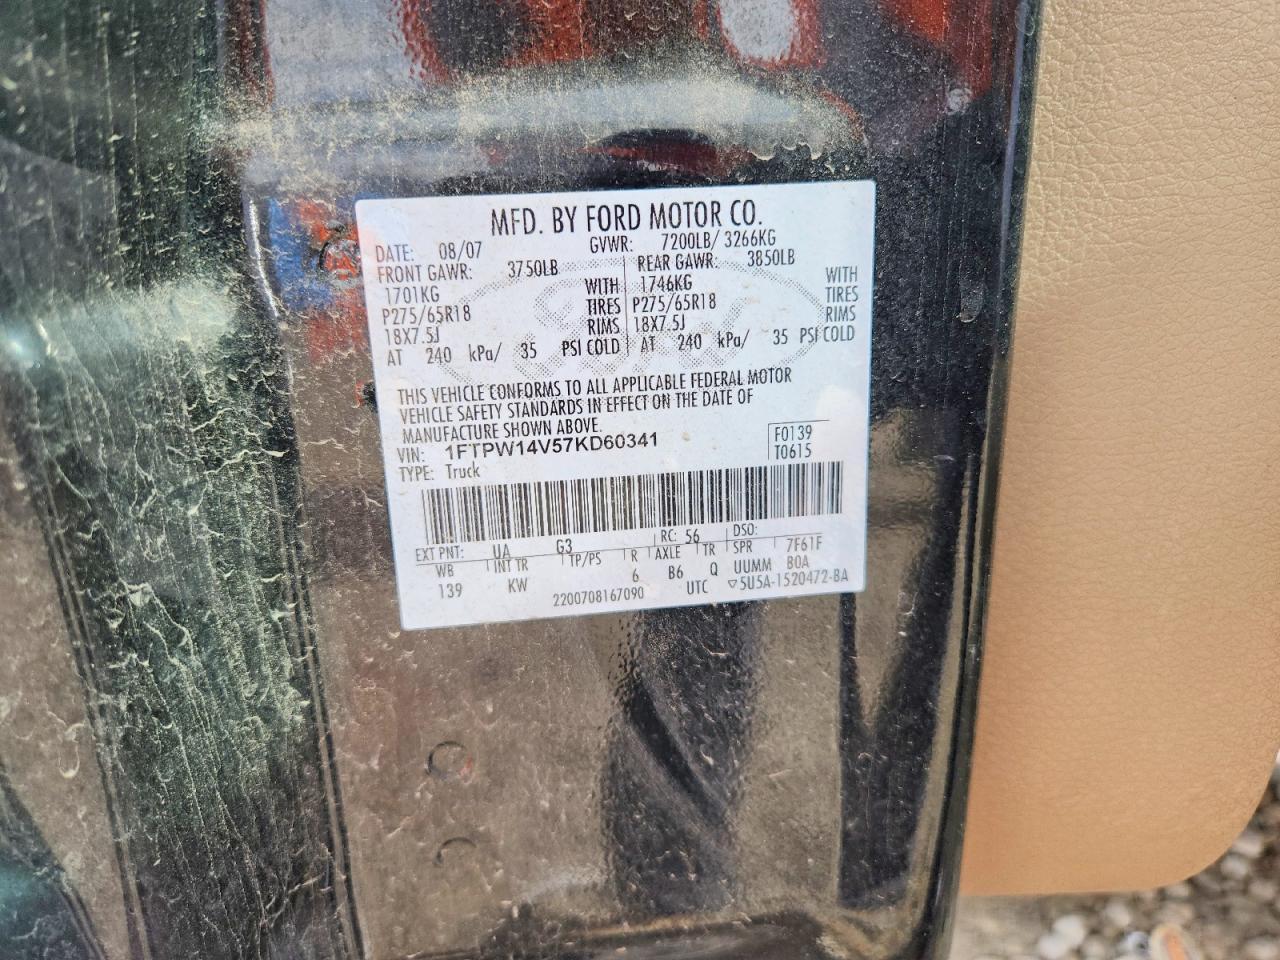 MFD. BY FORD MOTOR CO.
DATE: 08/07 GVWR: 7200LB/ 3266KG
FRONT GAWR: 3750LB REAR GAWR: 3850LB
1701KG WITH 1746KG WITH
P275/65R18 TIRES P275/65R18 TIRES
18X7.5J RIMS 18X7.5J RIMS
AT 240 kPa/ 35 PSI COLD AT 240 kPa/ 35 PSI COLD
THIS VEHICLE CONFORMS TO ALL APPLICABLE FEDERAL MOTOR
VEHICLE SAFETY STANDARDS IN EFFECT ON THE DATE OF
MANUFACTURE SHOWN ABOVE.
VIN: 1FTPW14V57KD60341 F0139
TYPE: Truck T0615
EXT PNT: UA G3 RC: 56 DSO:
WB INT TR TP/PS R AXLE TR SPR 7F61F
139 KW 6 B6 Q UUMM BOA
2200708167090 UTC ▽5U5A-1520472-BA